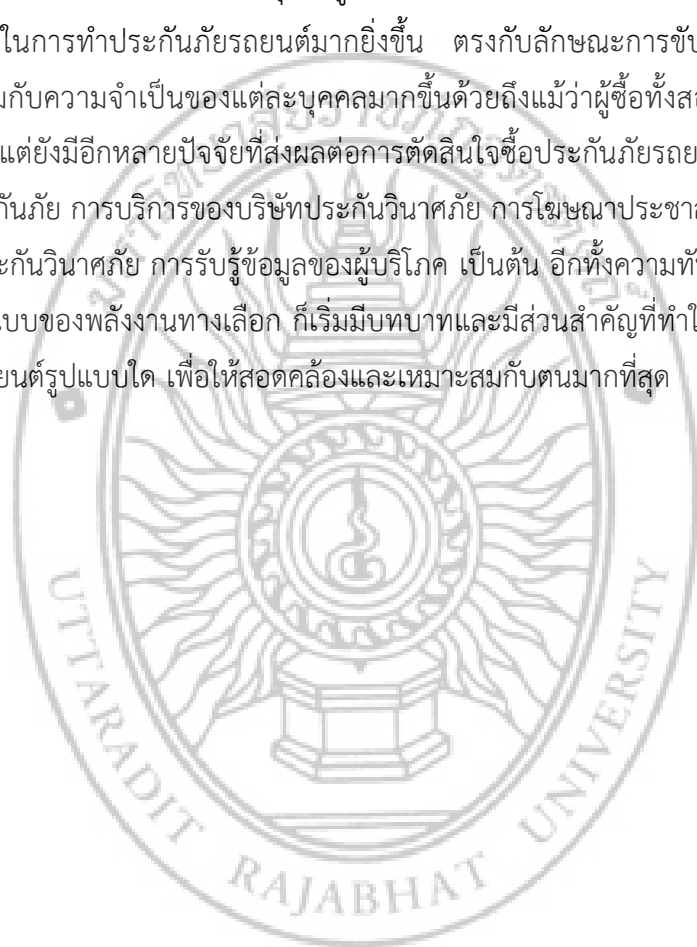 ในการทำประกันภัยรถยนต์มากยิ่งขึ้น ตรงกับลักษณะการขับ
มกับความจำเป็นของแต่ละบุคคลมากขึ้นด้วยถึงแม้ว่าผู้ซื้อทั้งสอ
แต่ยังมีอีกหลายปัจจัยที่ส่งผลต่อการตัดสินใจซื้อประกันภัยรถย
กันภัย การบริการของบริษัทประกันวินาศภัย การโฆษณาประชาส
ะกันวินาศภัย การรับรู้ข้อมูลของผู้บริโภค เป็นต้น อีกทั้งความทั
แบบของพลังงานทางเลือก ก็เริ่มมีบทบาทและมีส่วนสำคัญที่ทำใ
ยนต์รูปแบบใด เพื่อให้สอดคล้องและเหมาะสมกับตนมากที่สุด
UTTARADIT RAJABHAT UNIVERSITY